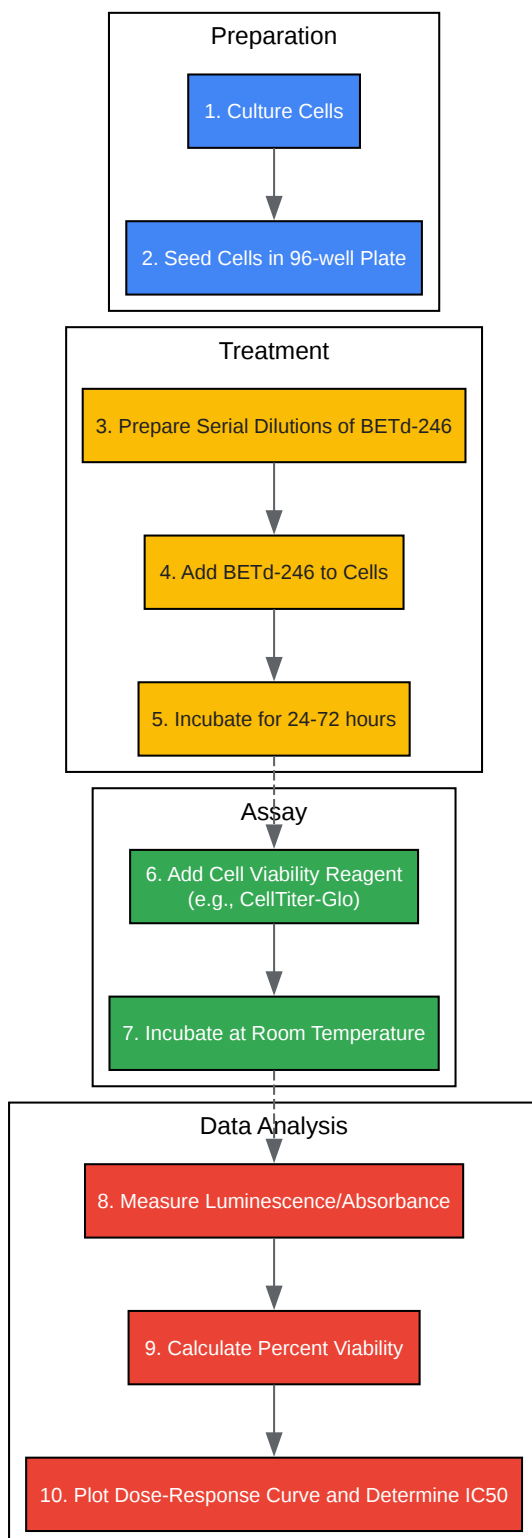 Preparation
1. Culture Cells
2. Seed Cells in 96-well Plate
Treatment
3. Prepare Serial Dilutions of BETd-246
4. Add BETd-246 to Cells
5. Incubate for 24-72 hours
Assay
6. Add Cell Viability Reagent
(e.g., CellTiter-Glo)
7. Incubate at Room Temperature
Data Analysis
8. Measure Luminescence/Absorbance
9. Calculate Percent Viability
10. Plot Dose-Response Curve and Determine IC50